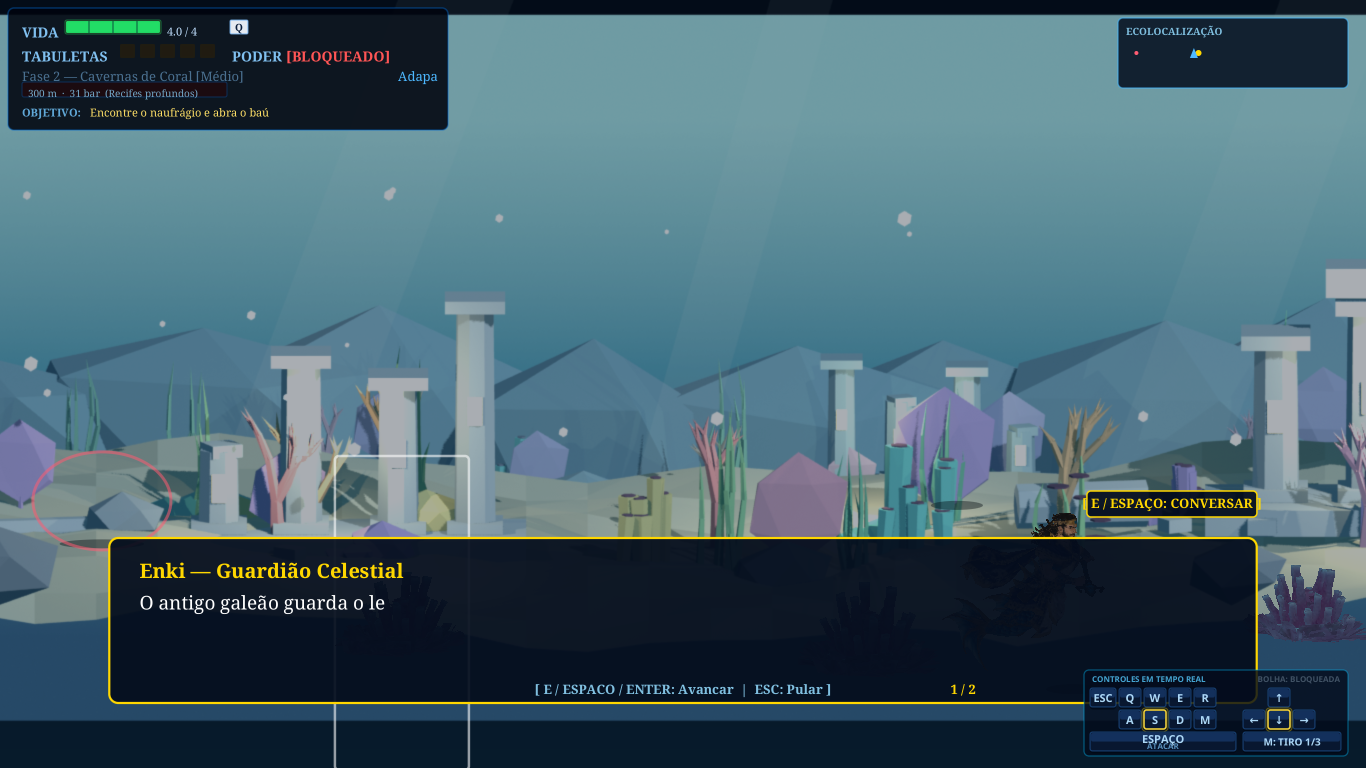 VIDA 4.0 / 4 Q
TABULETAS PODER [BLOQUEADO]
Fase 2 — Cavernas de Coral [Médio] Adapa
300 m · 31 bar (Recifes profundos)
OBJETIVO: Encontre o naufrágio e abra o baú
ECOLOCALIZAÇÃO
E / ESPAÇO: CONVERSAR
Enki — Guardião Celestial
O antigo galeão guarda o le
[ E / ESPACO / ENTER: Avancar | ESC: Pular ] 1 / 2
CONTROLES EM TEMPO REAL BOLHA: BLOQUEADA
ESC Q W E R ↑
A S D M ← ↓ →
ESPAÇO
ATACAR
M: TIRO 1/3